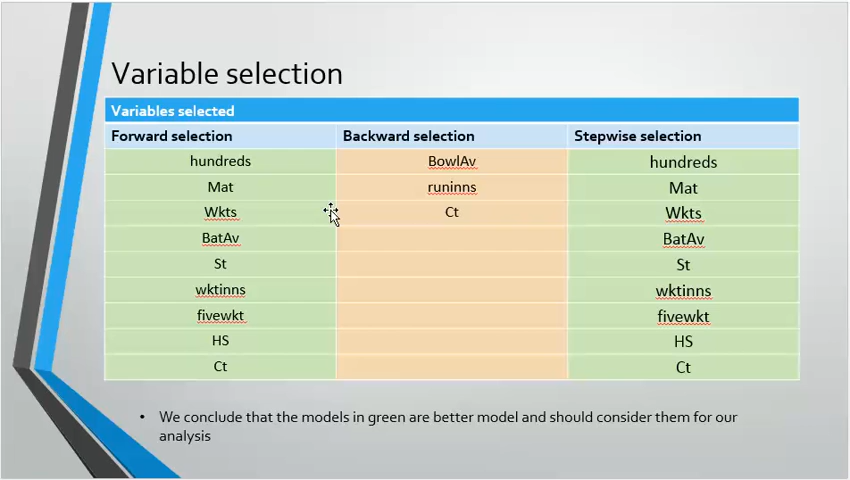 Variable selection
Variables selected
Forward selection Backward selection Stepwise selection
hundreds BowlAv hundreds
Mat runinns Mat
Wkts Ct Wkts
BatAv BatAv
St St
wktinns wktinns
fivewkt fivewkt
HS HS
Ct Ct
• We conclude that the models in green are better model and should consider them for our
analysis